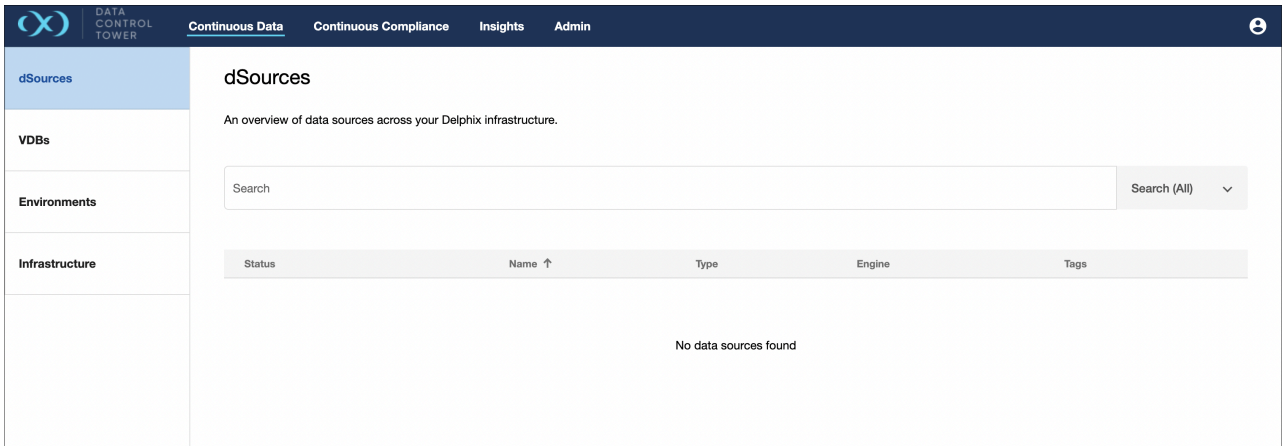 DATA
CONTROL
TOWER
Continuous Data Continuous Compliance Insights Admin
dSources
VDBs
Environments
Infrastructure
dSources
An overview of data sources across your Delphix infrastructure.
Search Search (All)
Status Name ↑ Type Engine Tags
No data sources found